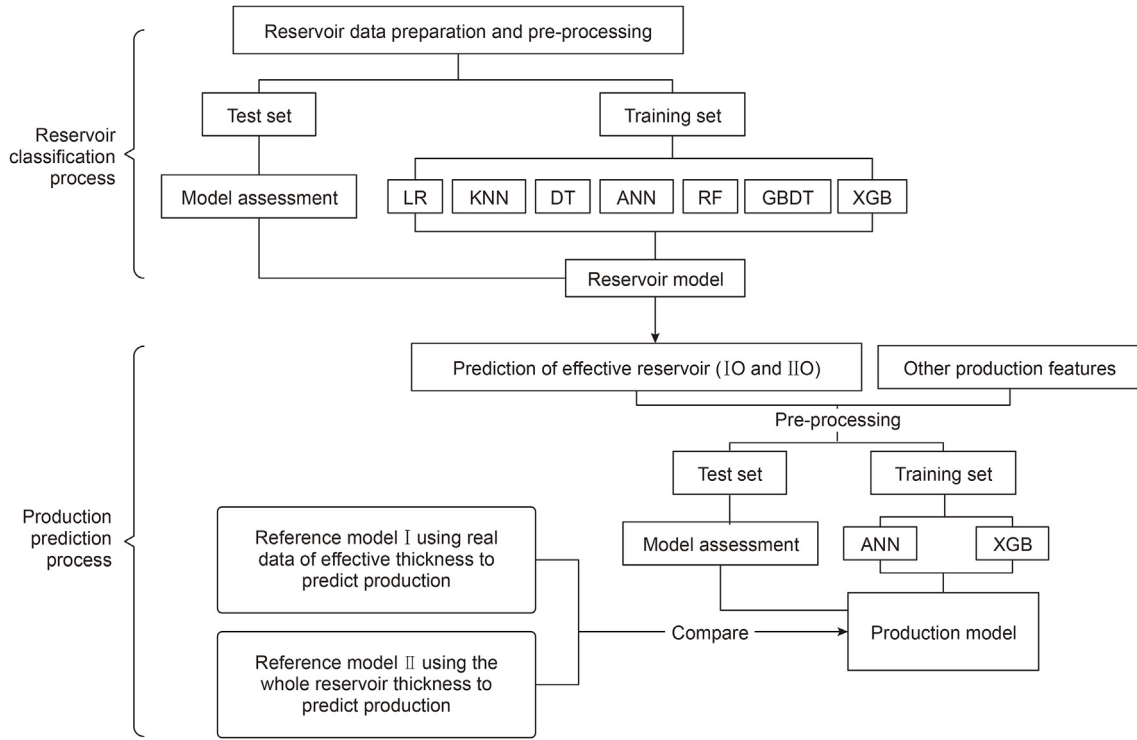 Reservoir data preparation and pre-processing
Test set
Training set
Reservoir
classification
process
Model assessment
LR
KNN
DT
ANN
RF
GBDT
XGB
Reservoir model
Prediction of effective reservoir (ⅠO and ⅡO)
Other production features
Pre-processing
Test set
Training set
Production
prediction
process
Reference model Ⅰ using real
data of effective thickness to
predict production
Model assessment
ANN
XGB
Compare
Production model
Reference model Ⅱ using the
whole reservoir thickness to
predict production